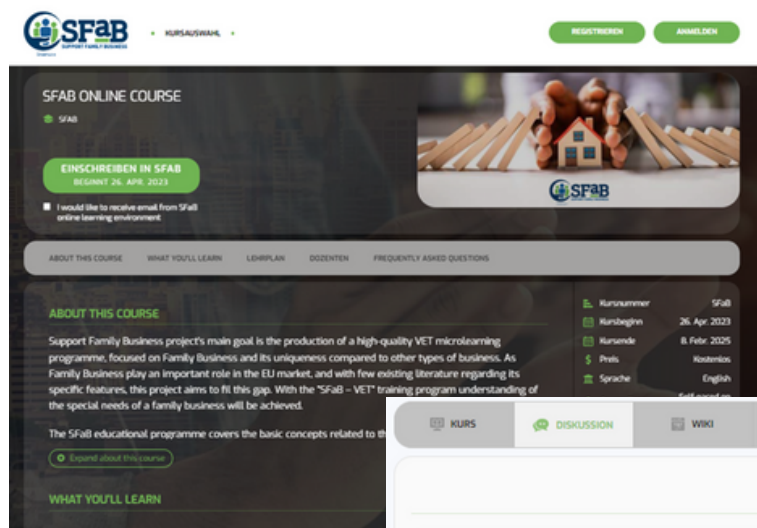 SFaB
SUPPORT FAMILY BUSINESS
KURSAUSWAHL
REGISTRIEREN
ANMELDEN
SFAB ONLINE COURSE
SFAB
EINSCHREIBEN IN SFAB
BEGINNT 26. APR. 2023
I would like to receive email from SFaB
online learning environment
SFaB
SUPPORT FAMILY BUSINESS
ABOUT THIS COURSE
WHAT YOU'LL LEARN
LEHRPLAN
DOZENTEN
FREQUENTLY ASKED QUESTIONS
ABOUT THIS COURSE
Support Family Business project's main goal is the production of a high-quality VET microlearning
programme, focused on Family Business and its uniqueness compared to other types of business. As
Family Business play an important role in the EU market, and with few existing literature regarding its
specific features, this project aims to fil this gap. With the "SFaB – VET" training program understanding of
the special needs of a family business will be achieved.
The SFaB educational programme covers the basic concepts related to th
Expand about this course
WHAT YOU'LL LEARN
Kursnummer SFaB
Kursbeginn 26. Apr. 2023
Kursende 8. Febr. 2025
Preis Kostenlos
Sprache English
KURS
DISKUSSION
WIKI